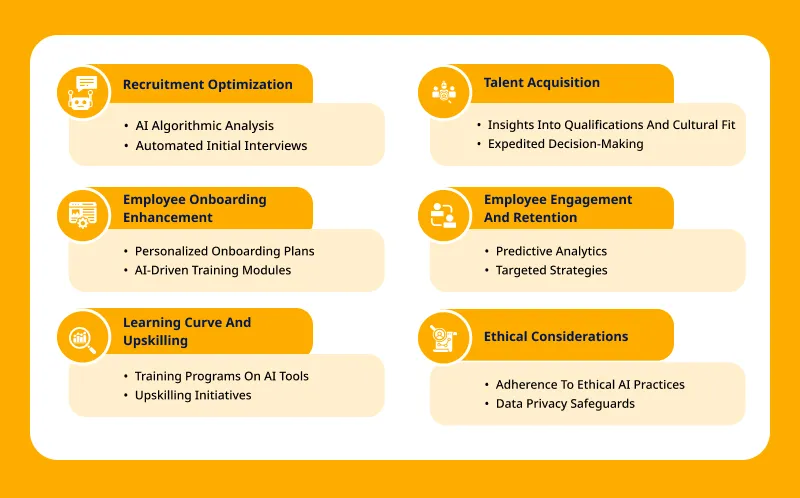 Recruitment Optimization
• AI Algorithmic Analysis
• Automated Initial Interviews
Talent Acquisition
• Insights Into Qualifications And Cultural Fit
• Expedited Decision-Making
Employee Onboarding
Enhancement
• Personalized Onboarding Plans
• AI-Driven Training Modules
Employee Engagement
And Retention
• Predictive Analytics
• Targeted Strategies
Learning Curve And
Upskilling
• Training Programs On AI Tools
• Upskilling Initiatives
Ethical Considerations
• Adherence To Ethical AI Practices
• Data Privacy Safeguards